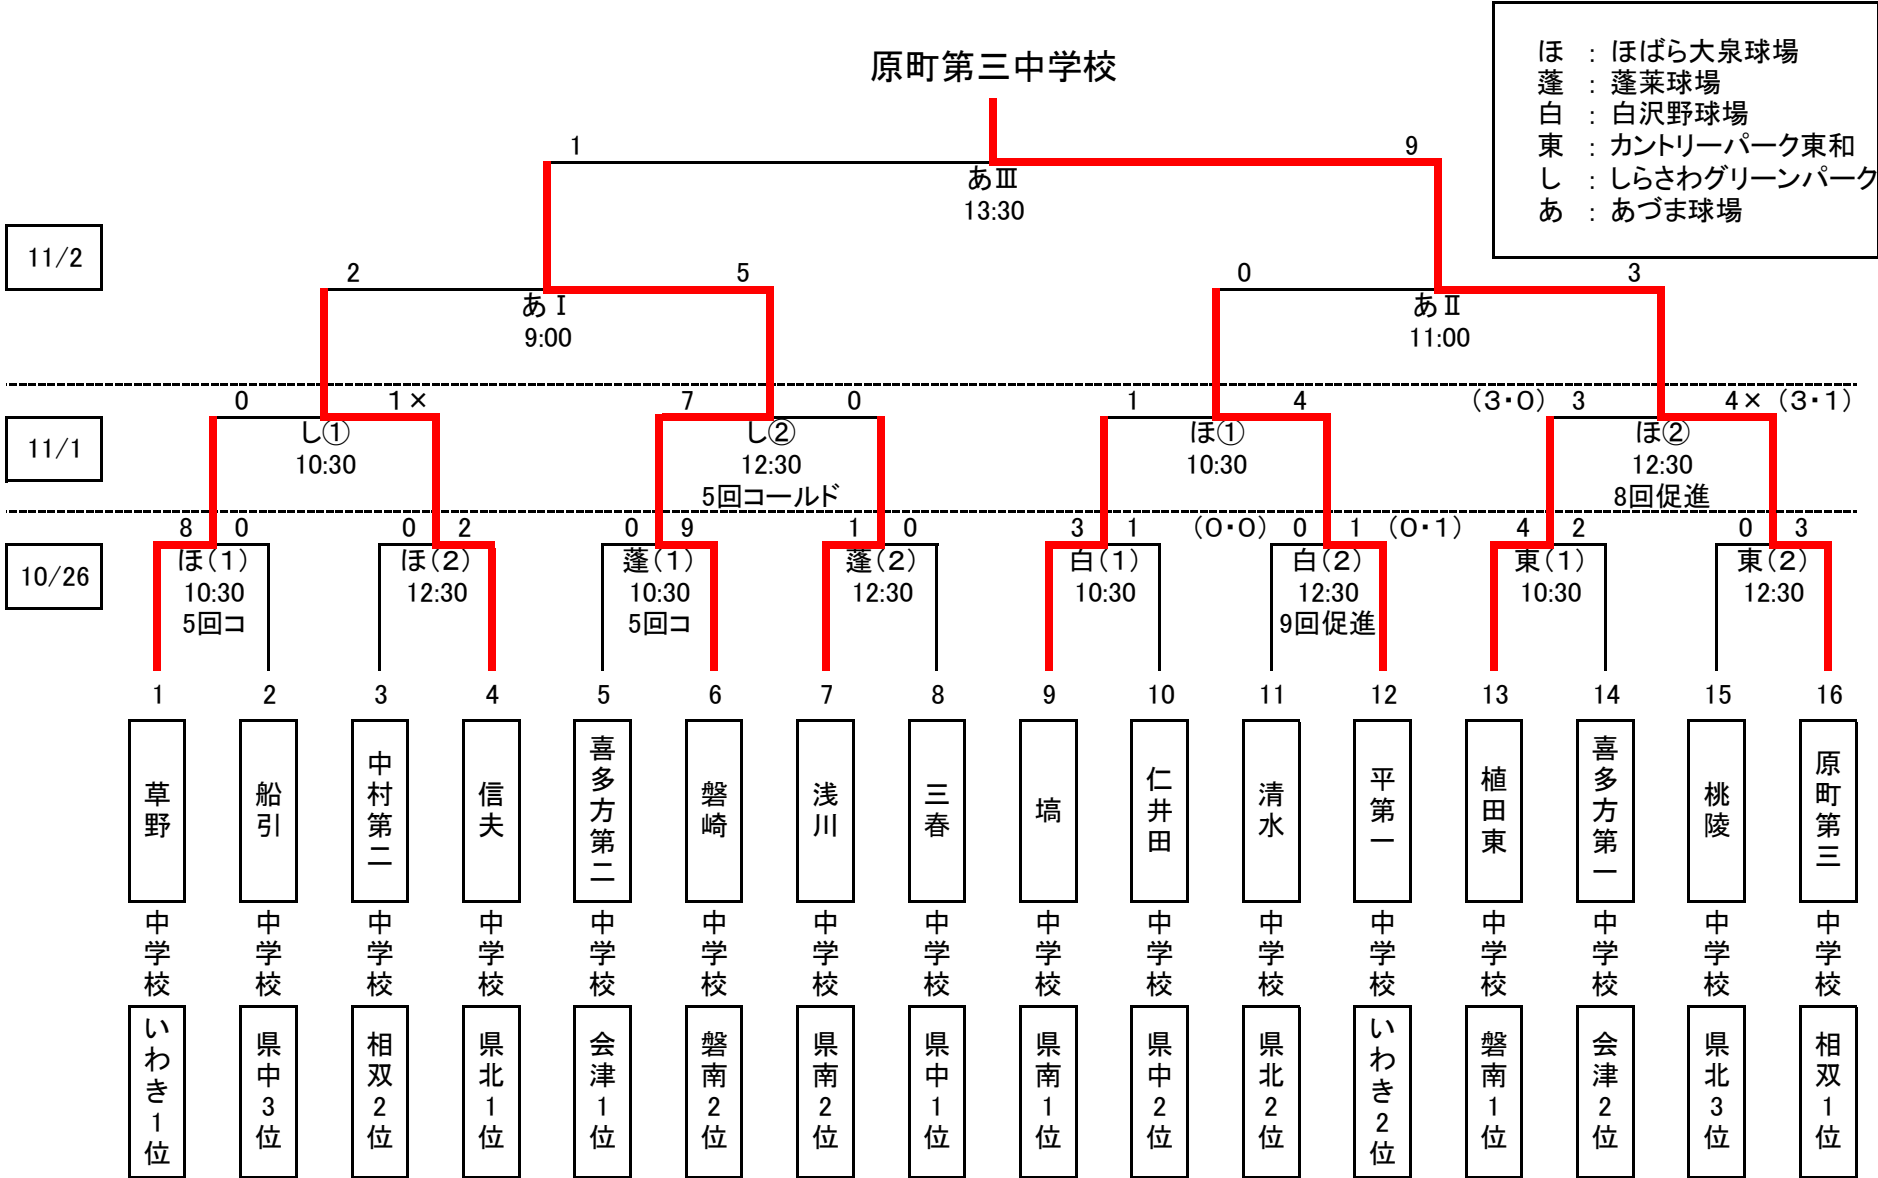 原町第三中学校
ほ : ほばら大泉球場
蓬 : 蓬莱球場
白 : 白沢野球場
東 : カントリーパーク東和
し : しらさわグリーンパーク
あ : あづま球場
1 9
あⅢ
13:30
11/2
2 5 0 3
あⅠ あⅡ
9:00 11:00
0 1× 7 0 1 4 (3・0) 3 4× (3・1)
11/1
し① し② ほ① ほ②
10:30 12:30 10:30 12:30
5回コールド 8回促進
8 0 0 2 0 9 1 0 3 1 (0・0) 0 1 (0・1) 4 2 0 3
10/26
ほ(1) ほ(2) 蓬(1) 蓬(2) 白(1) 白(2) 東(1) 東(2)
10:30 12:30 10:30 12:30 10:30 12:30 10:30 12:30
5回コ 5回コ 9回促進
1 2 3 4 5 6 7 8 9 10 11 12 13 14 15 16
草野 船引 中村第二 信夫 喜多方第二 磐崎 浅川 三春 塙 仁井田 清水 平第一 植田東 喜多方第一 桃陵 原町第三
中学校 中学校 中学校 中学校 中学校 中学校 中学校 中学校 中学校 中学校 中学校 中学校 中学校 中学校 中学校 中学校
いわき1位 県中3位 相双2位 県北1位 会津1位 磐南2位 県南2位 県中1位 県南1位 県中2位 県北2位 いわき2位 磐南1位 会津2位 県北3位 相双1位